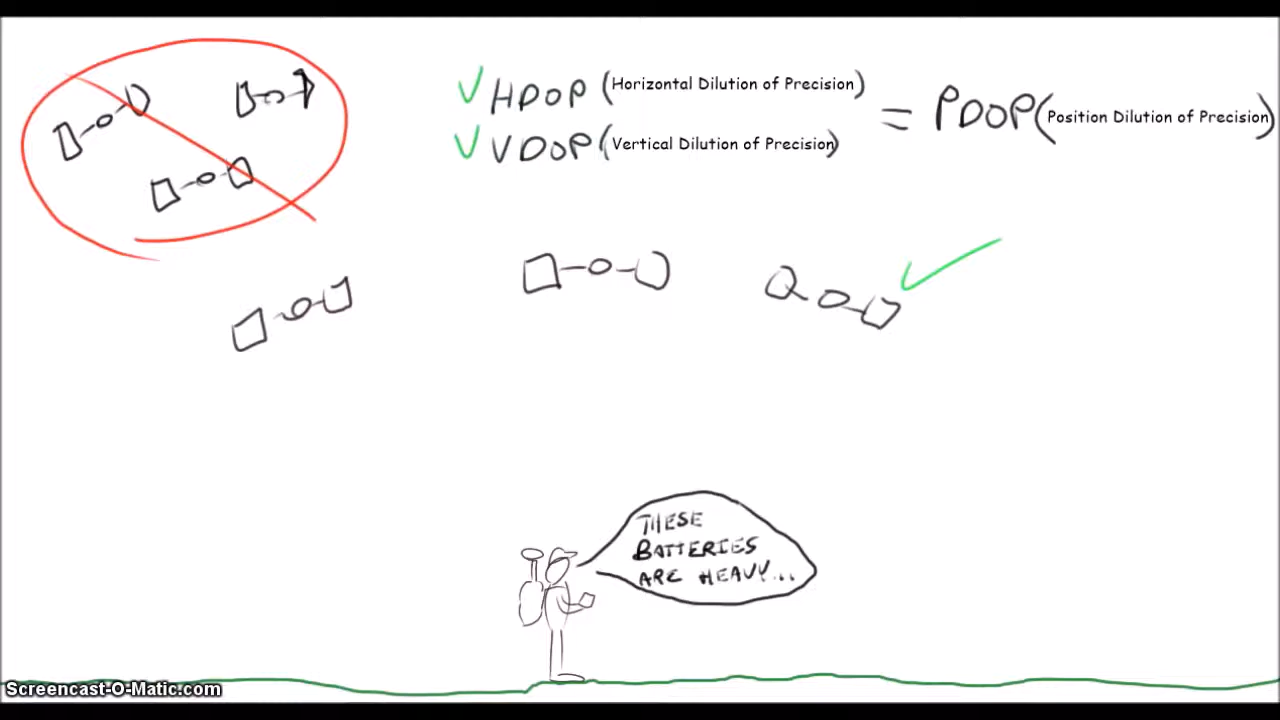 HDOP (Horizontal Dilution of Precision)
VDOP (Vertical Dilution of Precision)
= PDOP (Position Dilution of Precision)
THESE
BATTERIES
ARE HEAVY...
Screencast-O-Matic.com